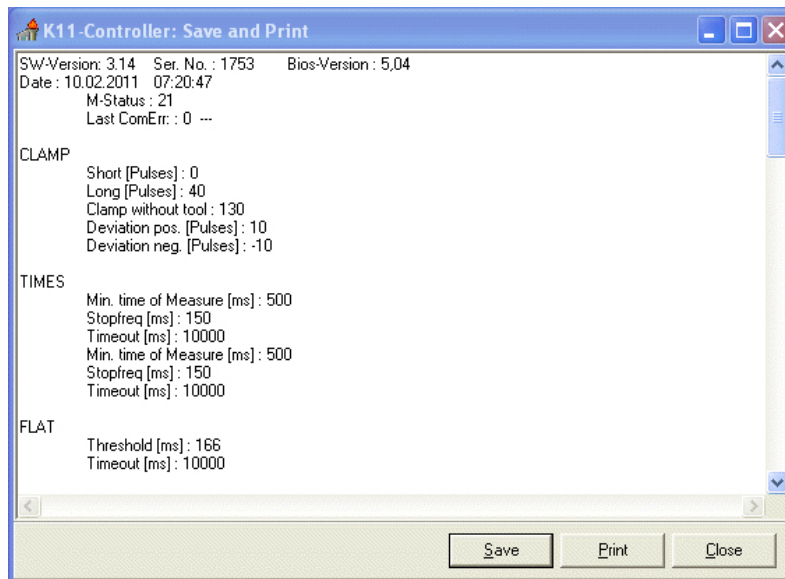 K11-Controller: Save and Print
SW-Version: 3.14 Ser. No. : 1753 Bios-Version : 5,04
Date : 10.02.2011 07:20:47
M-Status : 21
Last ComErr: : 0 ---
CLAMP
Short [Pulses] : 0
Long [Pulses] : 40
Clamp without tool : 130
Deviation pos. [Pulses] : 10
Deviation neg. [Pulses] : -10
TIMES
Min. time of Measure [ms] : 500
Stopfreq [ms] : 150
Timeout [ms] : 10000
Min. time of Measure [ms] : 500
Stopfreq [ms] : 150
Timeout [ms] : 10000
FLAT
Threshold [ms] : 166
Timeout [ms] : 10000
Save Print Close